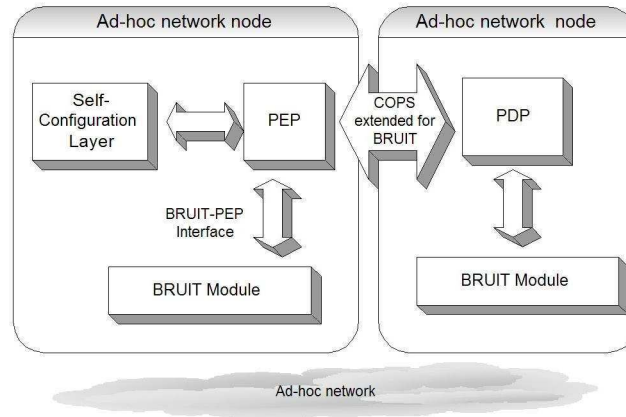 Ad-hoc network node
Ad-hoc network node
Self-
Configuration
Layer
PEP
COPS
extended for
BRUIT
PDP
BRUIT-PEP
Interface
BRUIT Module
BRUIT Module
Ad-hoc network